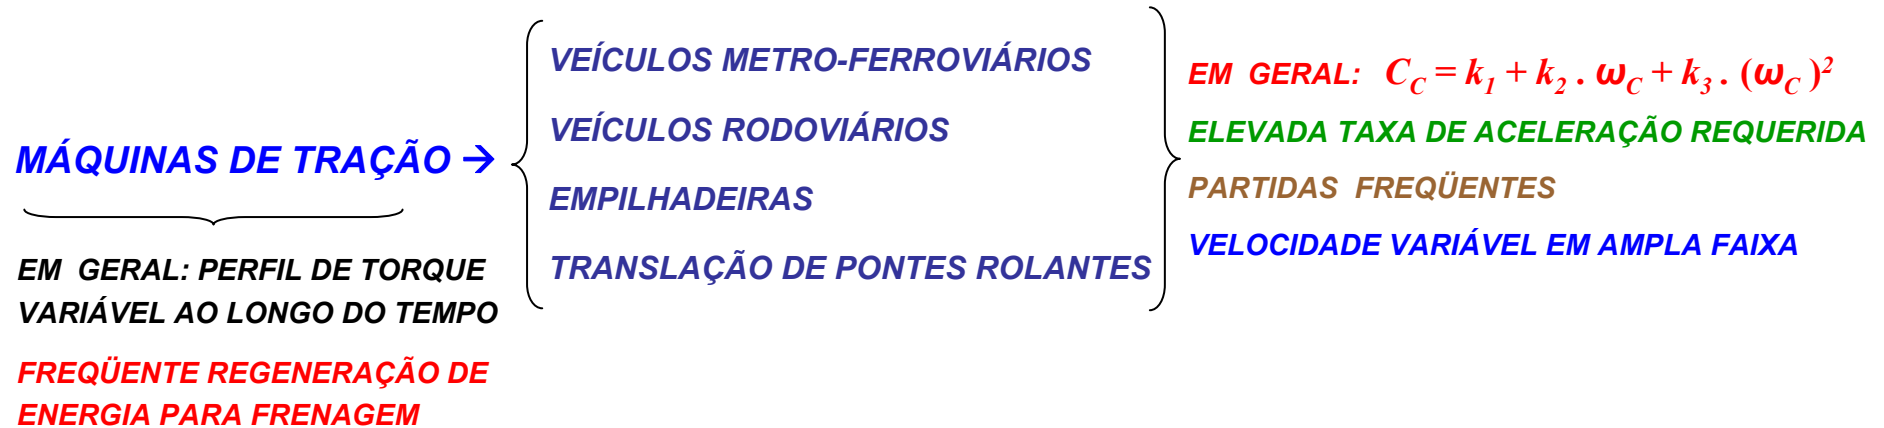 MÁQUINAS DE TRAÇÃO →
EM GERAL: PERFIL DE TORQUE
VARIÁVEL AO LONGO DO TEMPO
FREQÜENTE REGENERAÇÃO DE
ENERGIA PARA FRENAGEM
VEÍCULOS METRO-FERROVIÁRIOS
VEÍCULOS RODOVIÁRIOS
EMPILHADEIRAS
TRANSLAÇÃO DE PONTES ROLANTES
EM GERAL: C_C = k_1 + k_2 . ω_C + k_3 . (ω_C)^2
ELEVADA TAXA DE ACELERAÇÃO REQUERIDA
PARTIDAS FREQÜENTES
VELOCIDADE VARIÁVEL EM AMPLA FAIXA